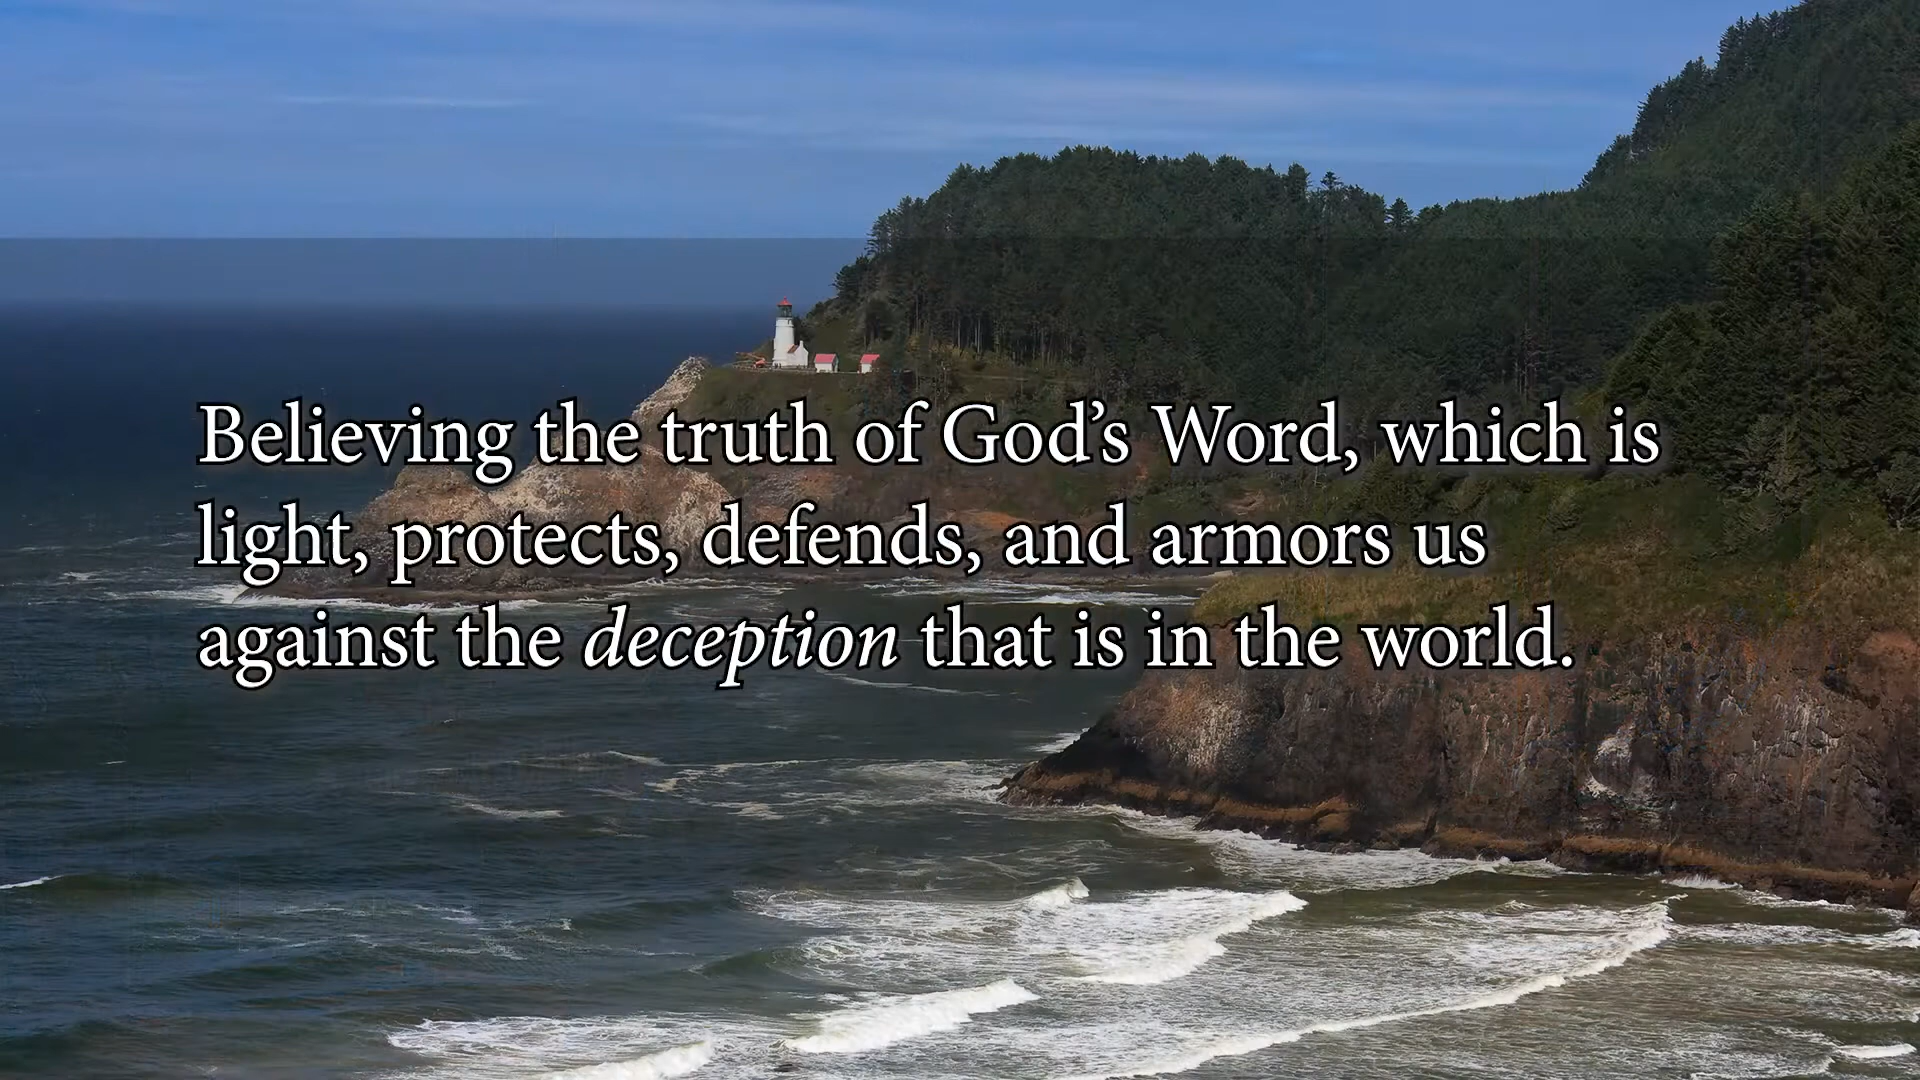 Believing the truth of God’s Word, which is
light, protects, defends, and armors us
against the deception that is in the world.